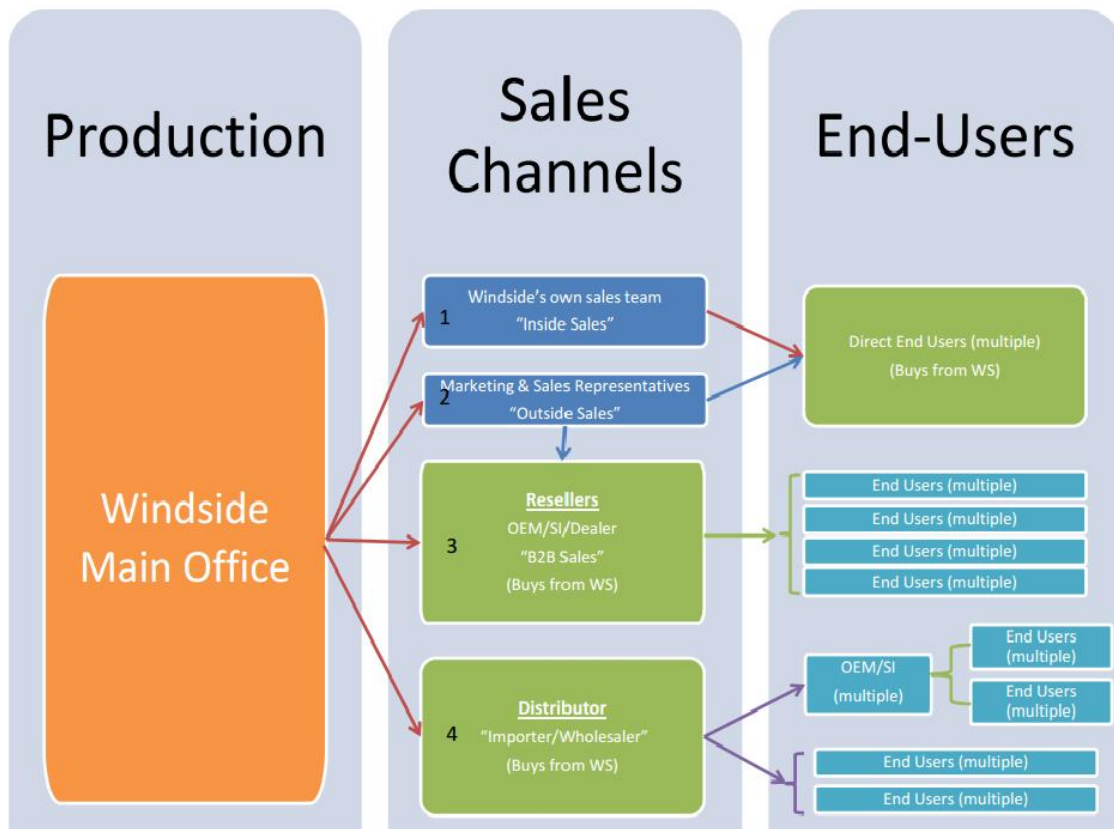 Production
Sales
Channels
End-Users
Windside
Main Office
1
Windside's own sales team
"Inside Sales"
2
Marketing & Sales Representatives
"Outside Sales"
3
Resellers
OEM/SI/Dealer
"B2B Sales"
(Buys from WS)
4
Distributor
"Importer/Wholesaler"
(Buys from WS)
Direct End Users (multiple)
(Buys from WS)
End Users (multiple)
End Users (multiple)
End Users (multiple)
End Users (multiple)
OEM/SI
(multiple)
End Users
(multiple)
End Users
(multiple)
End Users (multiple)
End Users (multiple)